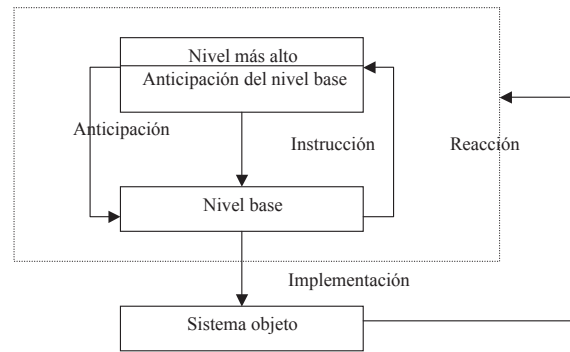 Nivel más alto
Anticipación del nivel base
Anticipación
Instrucción
Reacción
Nivel base
Implementación
Sistema objeto